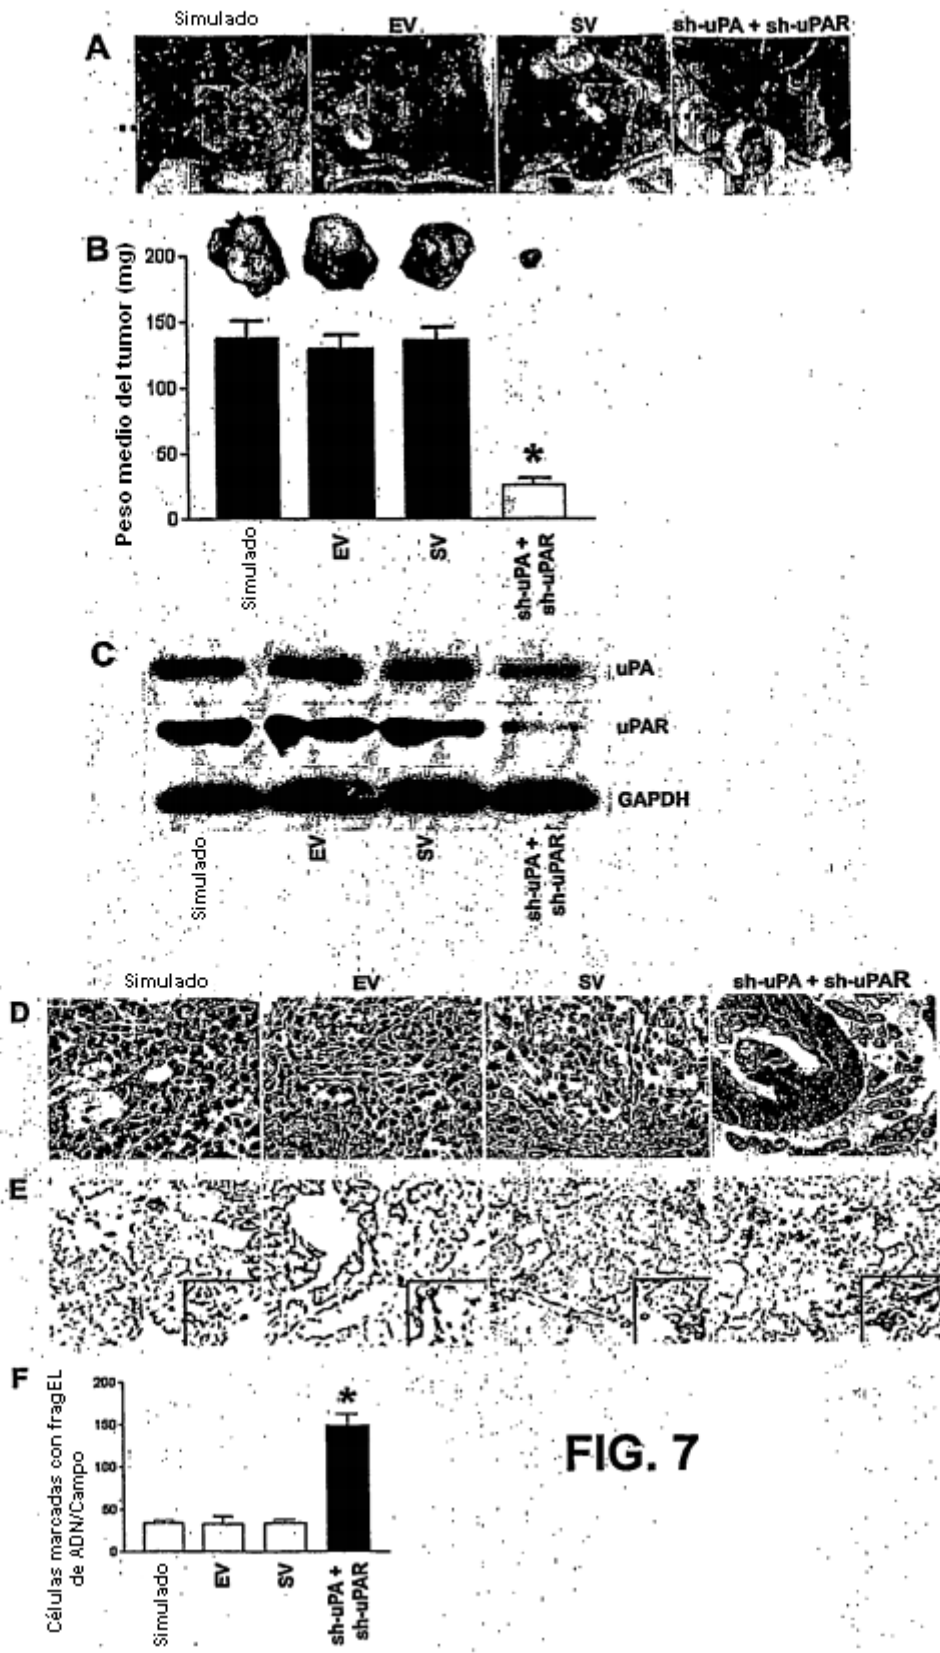 Simulado EV SV sh-uPA + sh-uPAR
A
B
Peso medio del tumor (mg)
200
150
100
50
0
*
Simulado EV SV sh-uPA + sh-uPAR
C
uPA
uPAR
GAPDH
Simulado EV SV sh-uPA + sh-uPAR
Simulado EV SV sh-uPA + sh-uPAR
D
E
F
Células marcadas con fragEL
de ADN/Campo
200
150
100
50
0
*
Simulado EV SV sh-uPA + sh-uPAR
FIG. 7